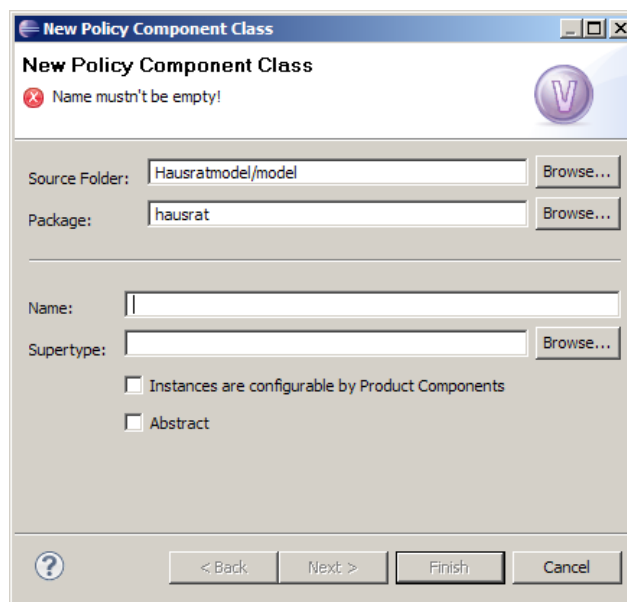 New Policy Component Class
New Policy Component Class
Name mustn't be empty!
V
Source Folder: Hausratmodel/model Browse...
Package: hausrat Browse...
Name:
Supertype: Browse...
Instances are configurable by Product Components
Abstract
?
< Back Next > Finish Cancel